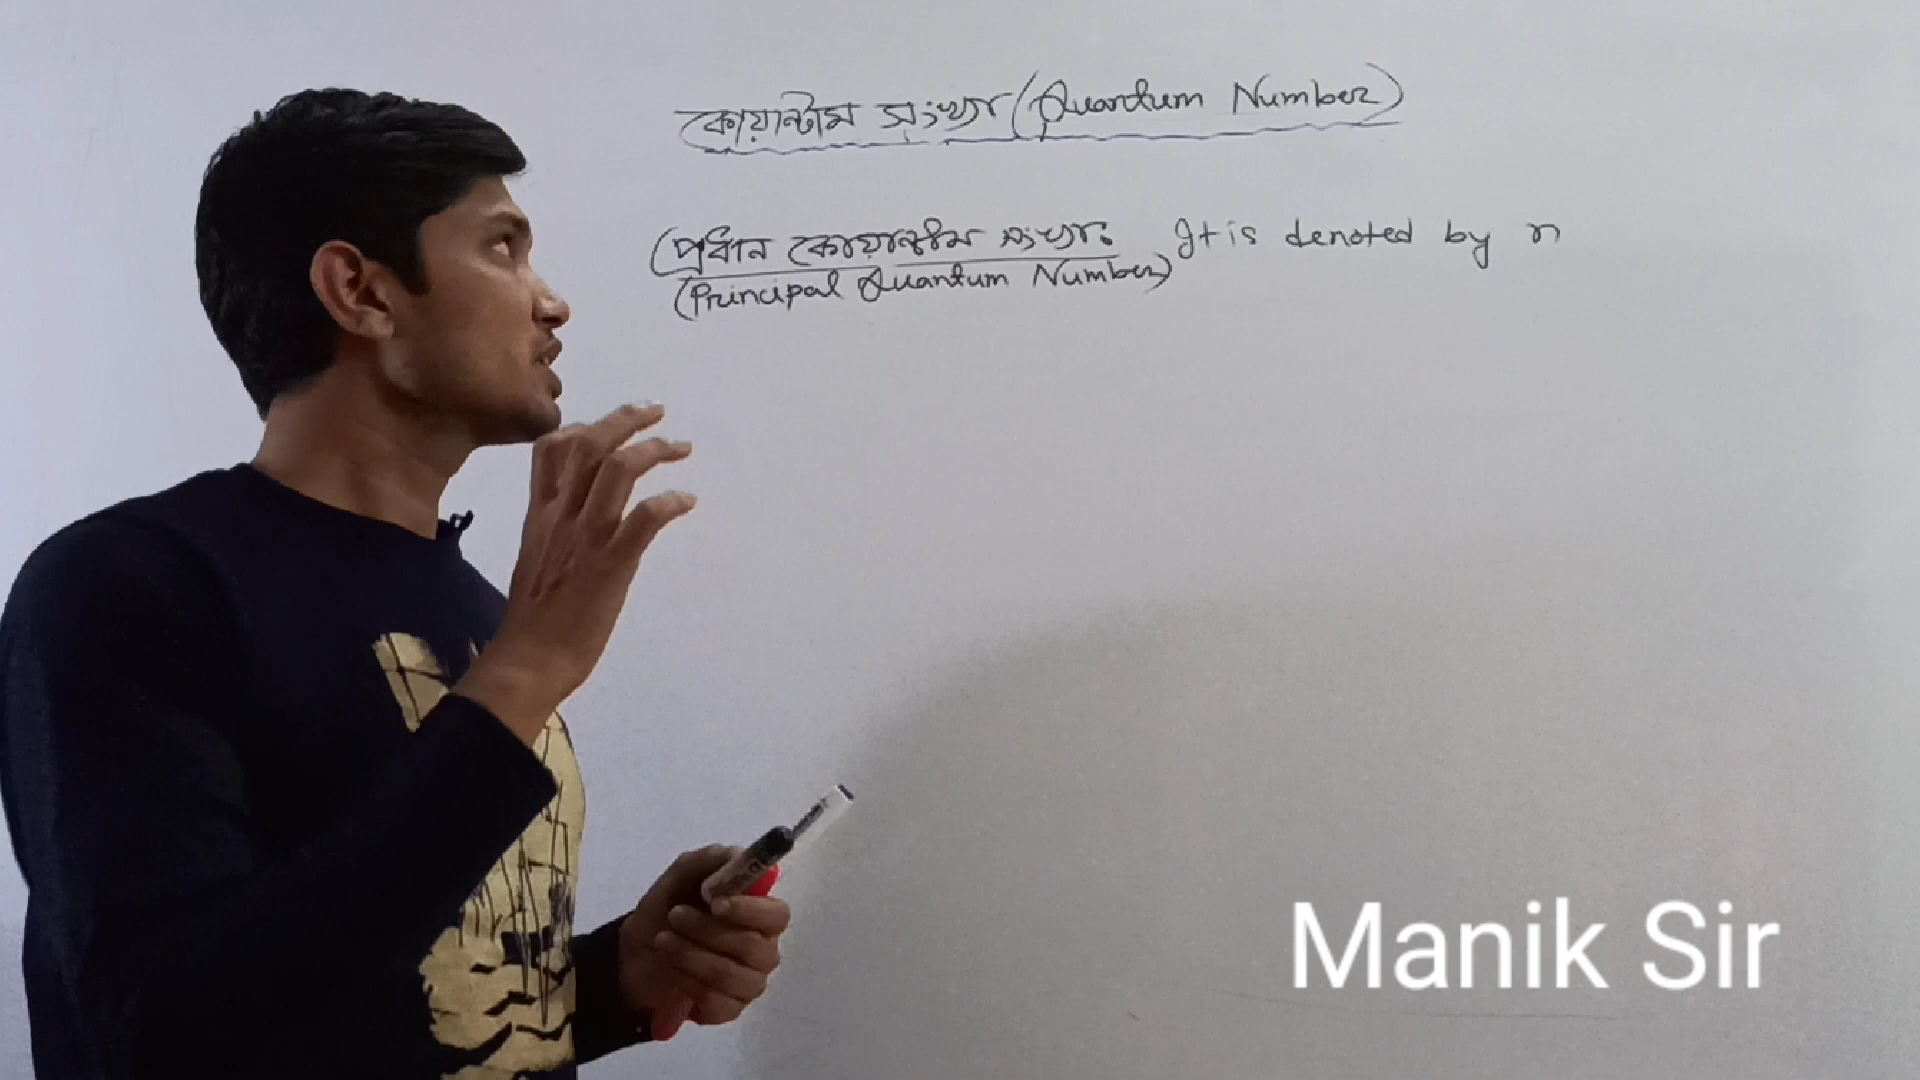 কোয়ান্টাম সংখ্যা (Quantum Number)
(প্রধান কোয়ান্টাম সংখ্যাঃ It is denoted by n
(Principal Quantum Number)
Manik Sir